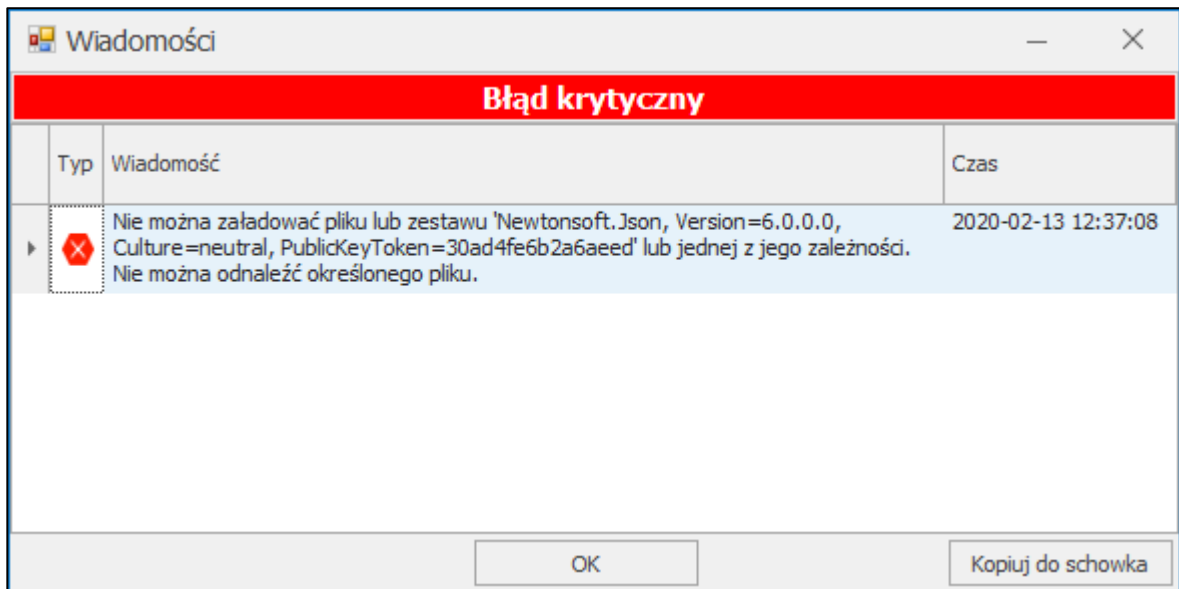 Wiadomości
Błąd krytyczny
Typ Wiadomość Czas
Nie można załadować pliku lub zestawu 'Newtonsoft.Json, Version=6.0.0.0, 2020-02-13 12:37:08
Culture=neutral, PublicKeyToken=30ad4fe6b2a6aeed' lub jednej z jego zależności.
Nie można odnaleźć określonego pliku.
OK Kopiuj do schowka